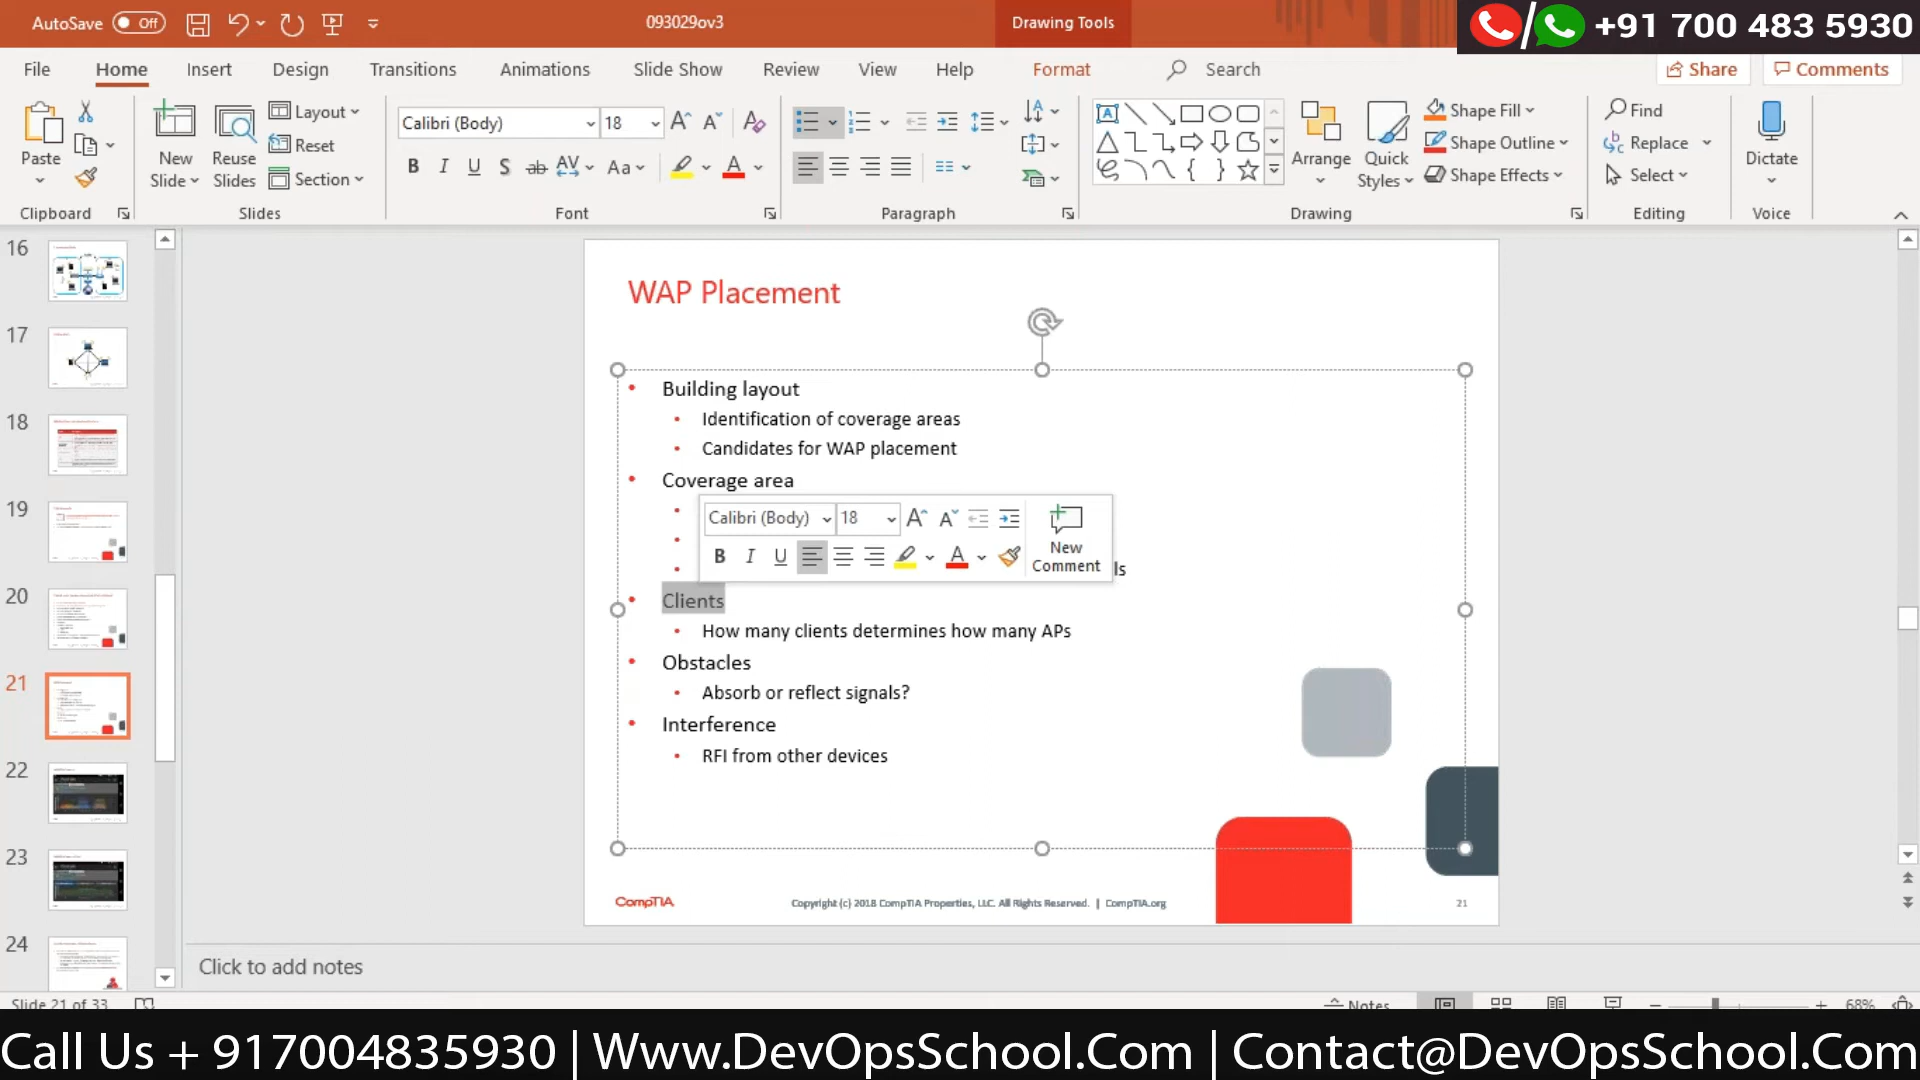 AutoSave Off
093029ov3
Drawing Tools
+91 700 483 5930
File Home Insert Design Transitions Animations Slide Show Review View Help Format Search Share Comments
Paste
New Slide
Reuse Slides
Layout
Reset
Section
Calibri (Body) 18
B I U S ab AV Aa A
Arrange
Quick Styles
Shape Fill
Shape Outline
Shape Effects
Find
Replace
Select
Dictate
Clipboard Slides Font Paragraph Drawing Editing Voice
16
17
18
19
20
21
22
23
24
WAP Placement
• Building layout
• Identification of coverage areas
• Candidates for WAP placement
• Coverage area
Calibri (Body) 18
B I U A
New Comment
ls
• Clients
• How many clients determines how many APs
• Obstacles
• Absorb or reflect signals?
• Interference
• RFI from other devices
CompTIA
Copyright (c) 2018 CompTIA Properties, LLC. All Rights Reserved. | CompTIA.org
21
Click to add notes
Slide 21 of 33
Notes
68%
Call Us + 917004835930 | Www.DevOpsSchool.Com | Contact@DevOpsSchool.Com